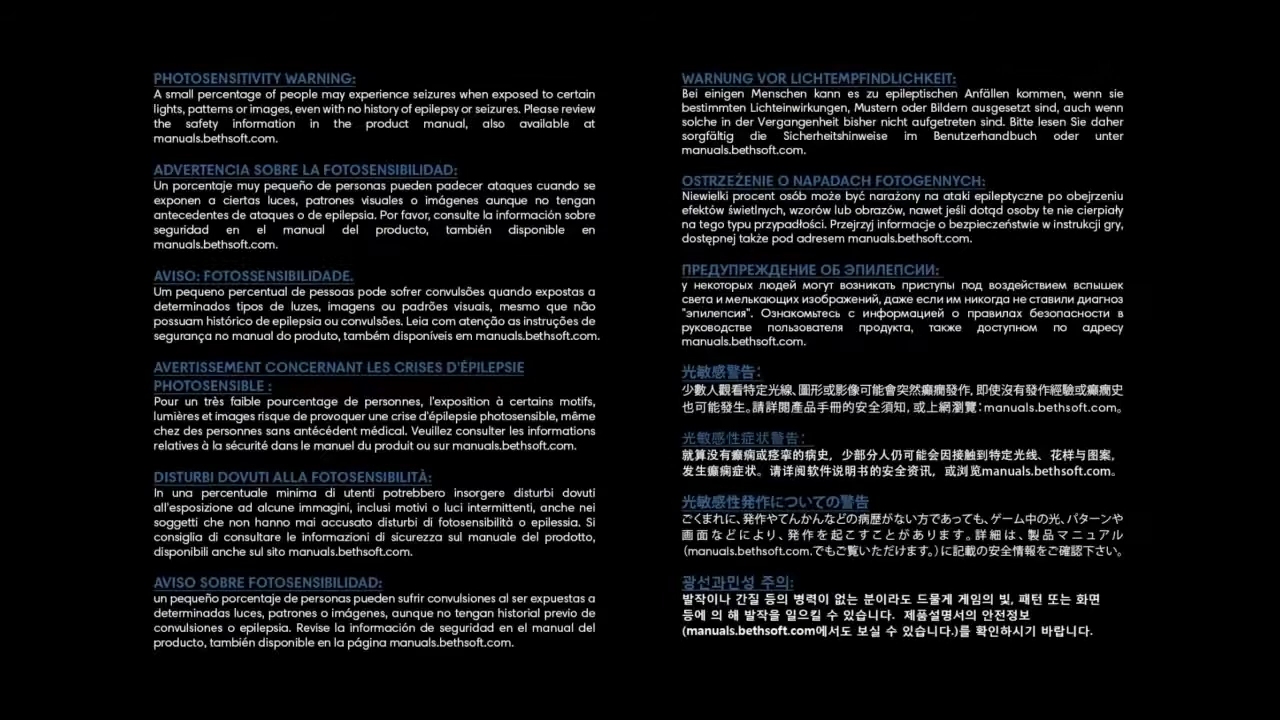 PHOTOSENSITIVITY WARNING:
A small percentage of people may experience seizures when exposed to certain
lights, patterns or images, even with no history of epilepsy or seizures. Please review
the safety information in the product manual, also available at
manuals.bethsoft.com.
ADVERTENCIA SOBRE LA FOTOSENSIBILIDAD:
Un porcentaje muy pequeño de personas pueden padecer ataques cuando se
exponen a ciertas luces, patrones visuales o imágenes aunque no tengan
antecedentes de ataques o de epilepsia. Por favor, consulte la información sobre
seguridad en el manual del producto, también disponible en
manuals.bethsoft.com.
AVISO: FOTOSSENSIBILIDADE.
Um pequeno percentual de pessoas pode sofrer convulsões quando expostas a
determinados tipos de luzes, imagens ou padrões visuais, mesmo que não
possuam histórico de epilepsia ou convulsões. Leia com atenção as instruções de
segurança no manual do produto, também disponíveis em manuals.bethsoft.com.
AVERTISSEMENT CONCERNANT LES CRISES D'ÉPILEPSIE
PHOTOSENSIBLE :
Pour un très faible pourcentage de personnes, l'exposition à certains motifs,
lumières et images risque de provoquer une crise d'épilepsie photosensible, même
chez des personnes sans antécédent médical. Veuillez consulter les informations
relatives à la sécurité dans le manuel du produit ou sur manuals.bethsoft.com.
DISTURBI DOVUTI ALLA FOTOSENSIBILITÀ:
In una percentuale minima di utenti potrebbero insorgere disturbi dovuti
all'esposizione ad alcune immagini, inclusi motivi o luci intermittenti, anche nei
soggetti che non hanno mai accusato disturbi di fotosensibilità o epilessia. Si
consiglia di consultare le informazioni di sicurezza sul manuale del prodotto,
disponibili anche sul sito manuals.bethsoft.com.
AVISO SOBRE FOTOSENSIBILIDAD:
un pequeño porcentaje de personas pueden sufrir convulsiones al ser expuestas a
determinadas luces, patrones o imágenes, aunque no tengan historial previo de
convulsiones o epilepsia. Revise la información de seguridad en el manual del
producto, también disponible en la página manuals.bethsoft.com.
WARNUNG VOR LICHTEMPFINDLICHKEIT:
Bei einigen Menschen kann es zu epileptischen Anfällen kommen, wenn sie
bestimmten Lichteinwirkungen, Mustern oder Bildern ausgesetzt sind, auch wenn
solche in der Vergangenheit bisher nicht aufgetreten sind. Bitte lesen Sie daher
sorgfältig die Sicherheitshinweise im Benutzerhandbuch oder unter
manuals.bethsoft.com.
OSTRZEŻENIE O NAPADACH FOTOGENNYCH:
Niewielki procent osób może być narażony na ataki epileptyczne po obejrzeniu
efektów świetlnych, wzorów lub obrazów, nawet jeśli dotąd osoby te nie cierpiały
na tego typu przypadłości. Przejrzyj informacje o bezpieczeństwie w instrukcji gry,
dostępnej także pod adresem manuals.bethsoft.com.
ПРЕДУПРЕЖДЕНИЕ ОБ ЭПИЛЕПСИИ:
у некоторых людей могут возникать приступы под воздействием вспышек
света и мелькающих изображений, даже если им никогда не ставили диагноз
"эпилепсия". Ознакомьтесь с информацией о правилах безопасности в
руководстве пользователя продукта, также доступном по адресу
manuals.bethsoft.com.
光敏感警告：
少數人觀看特定光線、圖形或影像可能會突然癲癇發作，即使沒有發作經驗或癲癇史
也可能發生。請詳閱產品手冊的安全須知，或上網瀏覽：manuals.bethsoft.com。
光敏感性症状警告：
就算没有癫痫或痉挛的病史，少部分人仍可能会因接触到特定光线、花样与图案，
发生癫痫症状。请详阅软件说明书的安全资讯，或浏览manuals.bethsoft.com。
光敏感性発作についての警告
ごくまれに、発作やてんかんなどの病歴がない方であっても、ゲーム中の光、パターンや
画面などにより、発作を起こすことがあります。詳細は、製品マニュアル
（manuals.bethsoft.com.でもご覧いただけます。）に記載の安全情報をご確認下さい。
광선과민성 주의:
발작이나 간질 등의 병력이 없는 분이라도 드물게 게임의 빛, 패턴 또는 화면
등에 의 해 발작을 일으킬 수 있습니다. 제품설명서의 안전정보
(manuals.bethsoft.com에서도 보실 수 있습니다.)를 확인하시기 바랍니다.